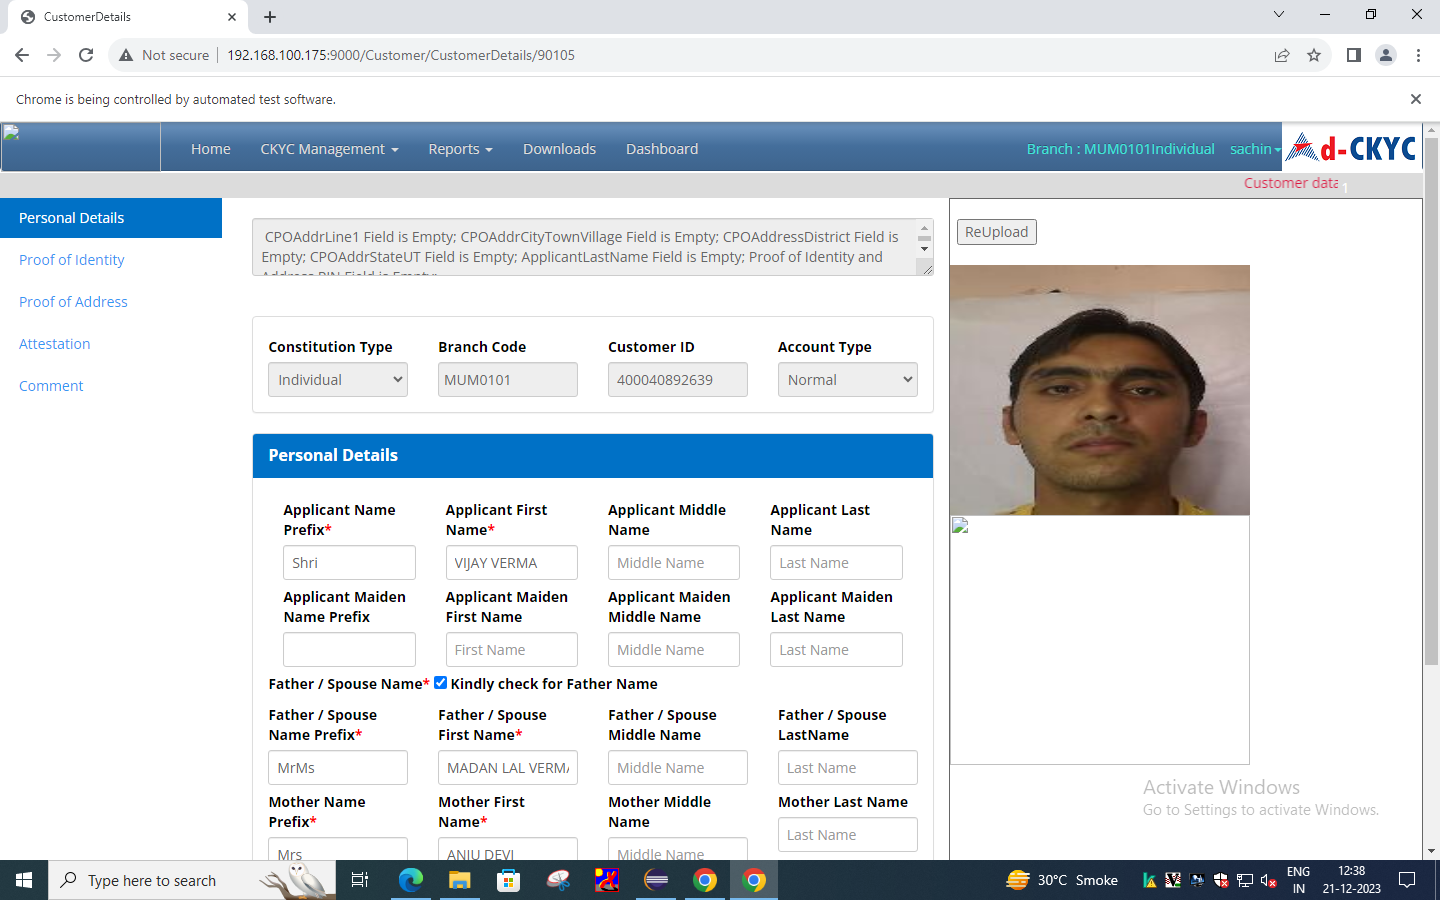 CustomerDetails
Not secure
192.168.100.175:9000/Customer/CustomerDetails/90105
Chrome is being controlled by automated test software.
Home
CKYC Management
Reports
Downloads
Dashboard
Branch : MUM0101Individual
sachin
d-CKYC
Customer data
1
Personal Details
Proof of Identity
Proof of Address
Attestation
Comment
CPOAddrLine1 Field is Empty; CPOAddrCityTownVillage Field is Empty; CPOAddressDistrict Field is
Empty; CPOAddrStateUT Field is Empty; ApplicantLastName Field is Empty; Proof of Identity and
Address PIN Field is Empty;
ReUpload
Constitution Type
Branch Code
Customer ID
Account Type
Individual
MUM0101
400040892639
Normal
Personal Details
Applicant Name
Prefix*
Applicant First
Name*
Applicant Middle
Name
Applicant Last
Name
Shri
VIJAY VERMA
Middle Name
Last Name
Applicant Maiden
Name Prefix
Applicant Maiden
First Name
Applicant Maiden
Middle Name
Applicant Maiden
Last Name
First Name
Middle Name
Last Name
Father / Spouse Name*
Kindly check for Father Name
Father / Spouse
Name Prefix*
Father / Spouse
First Name*
Father / Spouse
Middle Name
Father / Spouse
LastName
MrMs
MADAN LAL VERMA
Middle Name
Last Name
Mother Name
Prefix*
Mother First
Name*
Mother Middle
Name
Mother Last Name
Mrs
ANJU DEVI
Middle Name
Last Name
Activate Windows
Go to Settings to activate Windows.
Type here to search
30°C Smoke
ENG
IN
12:38
21-12-2023